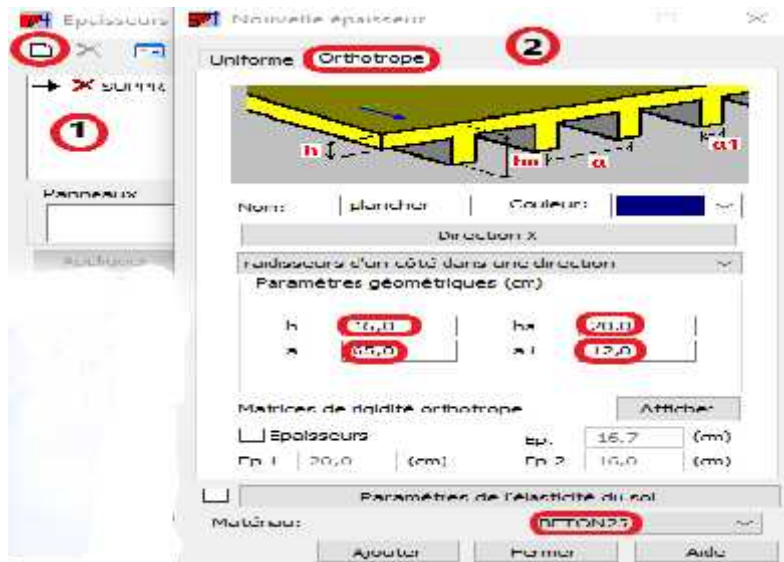 Epaisseurs
Nouvelle épaisseur
Uniforme Orthotrope
2
SUPPR
1
h
ha
a
a1
Panneaux
Nom: plancher Couleur:
Direction X
raidisseurs d'un côté dans une direction
Paramètres géométriques (cm)
h 16,0 ha 20,0
a 65,0 a1 12,0
Matrices de rigidité orthotrope Afficher
Epaisseurs Ep. 16,7 (cm)
Ep 1 20,0 (cm) Ep 2 16,0 (cm)
Appliquer
Paramètres de l'élasticité du sol
Matériau: BETON25
Ajouter Fermer Aide